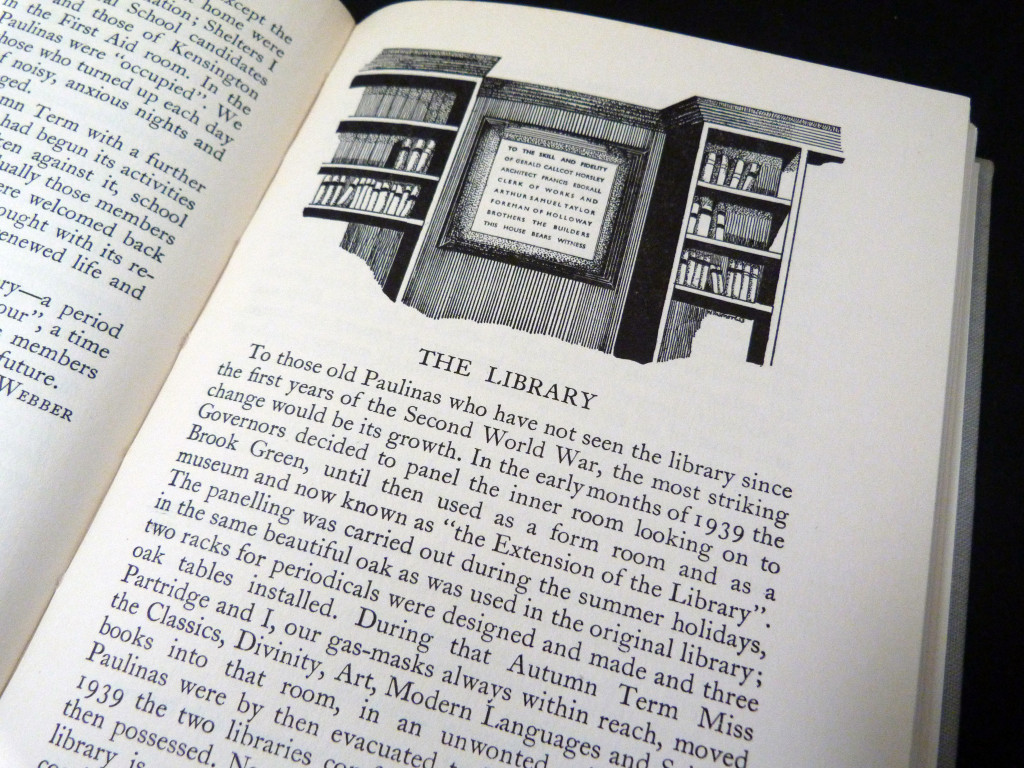 except the
home were
ation; Shelters I
al School candidates
and those of Kensington
n the First Aid room. In the
Paulinas were "occupied". We
hose who turned up each day
f noisy, anxious nights and
ged.
mn Term with a further
had begun its activities
ten against it, school
ually those members
ere welcomed back
ought with its re-
renewed life and
ry—a period
our", a time
members
future.
WEBBER
TO THE SKILL AND FIDELITY
OF GERALD CALLCOT HORSLEY
ARCHITECT FRANCIS
CLERK OF WORKS AND
ARTHUR SAMUEL TAYLOR
FOREMAN OF HOLLOWAY
BROTHERS THE BUILDERS
THIS HOUSE BEARS WITNESS
THE LIBRARY
To those old Paulinas who have not seen the library since
the first years of the Second World War, the most striking
change would be its growth. In the early months of 1939 the
Governors decided to panel the inner room looking on to
Brook Green, until then used as a form room and as a
museum and now known as "the Extension of the Library".
The panelling was carried out during the summer holidays,
in the same beautiful oak as was used in the original library;
two racks for periodicals were designed and made and three
oak tables installed. During that Autumn Term Miss
Partridge and I, our gas-masks always within reach, moved
the Classics, Divinity, Art, Modern Languages and
books into that room, in an unwonted
Paulinas were by then evacuated
1939 the two libraries
then possessed.
library is